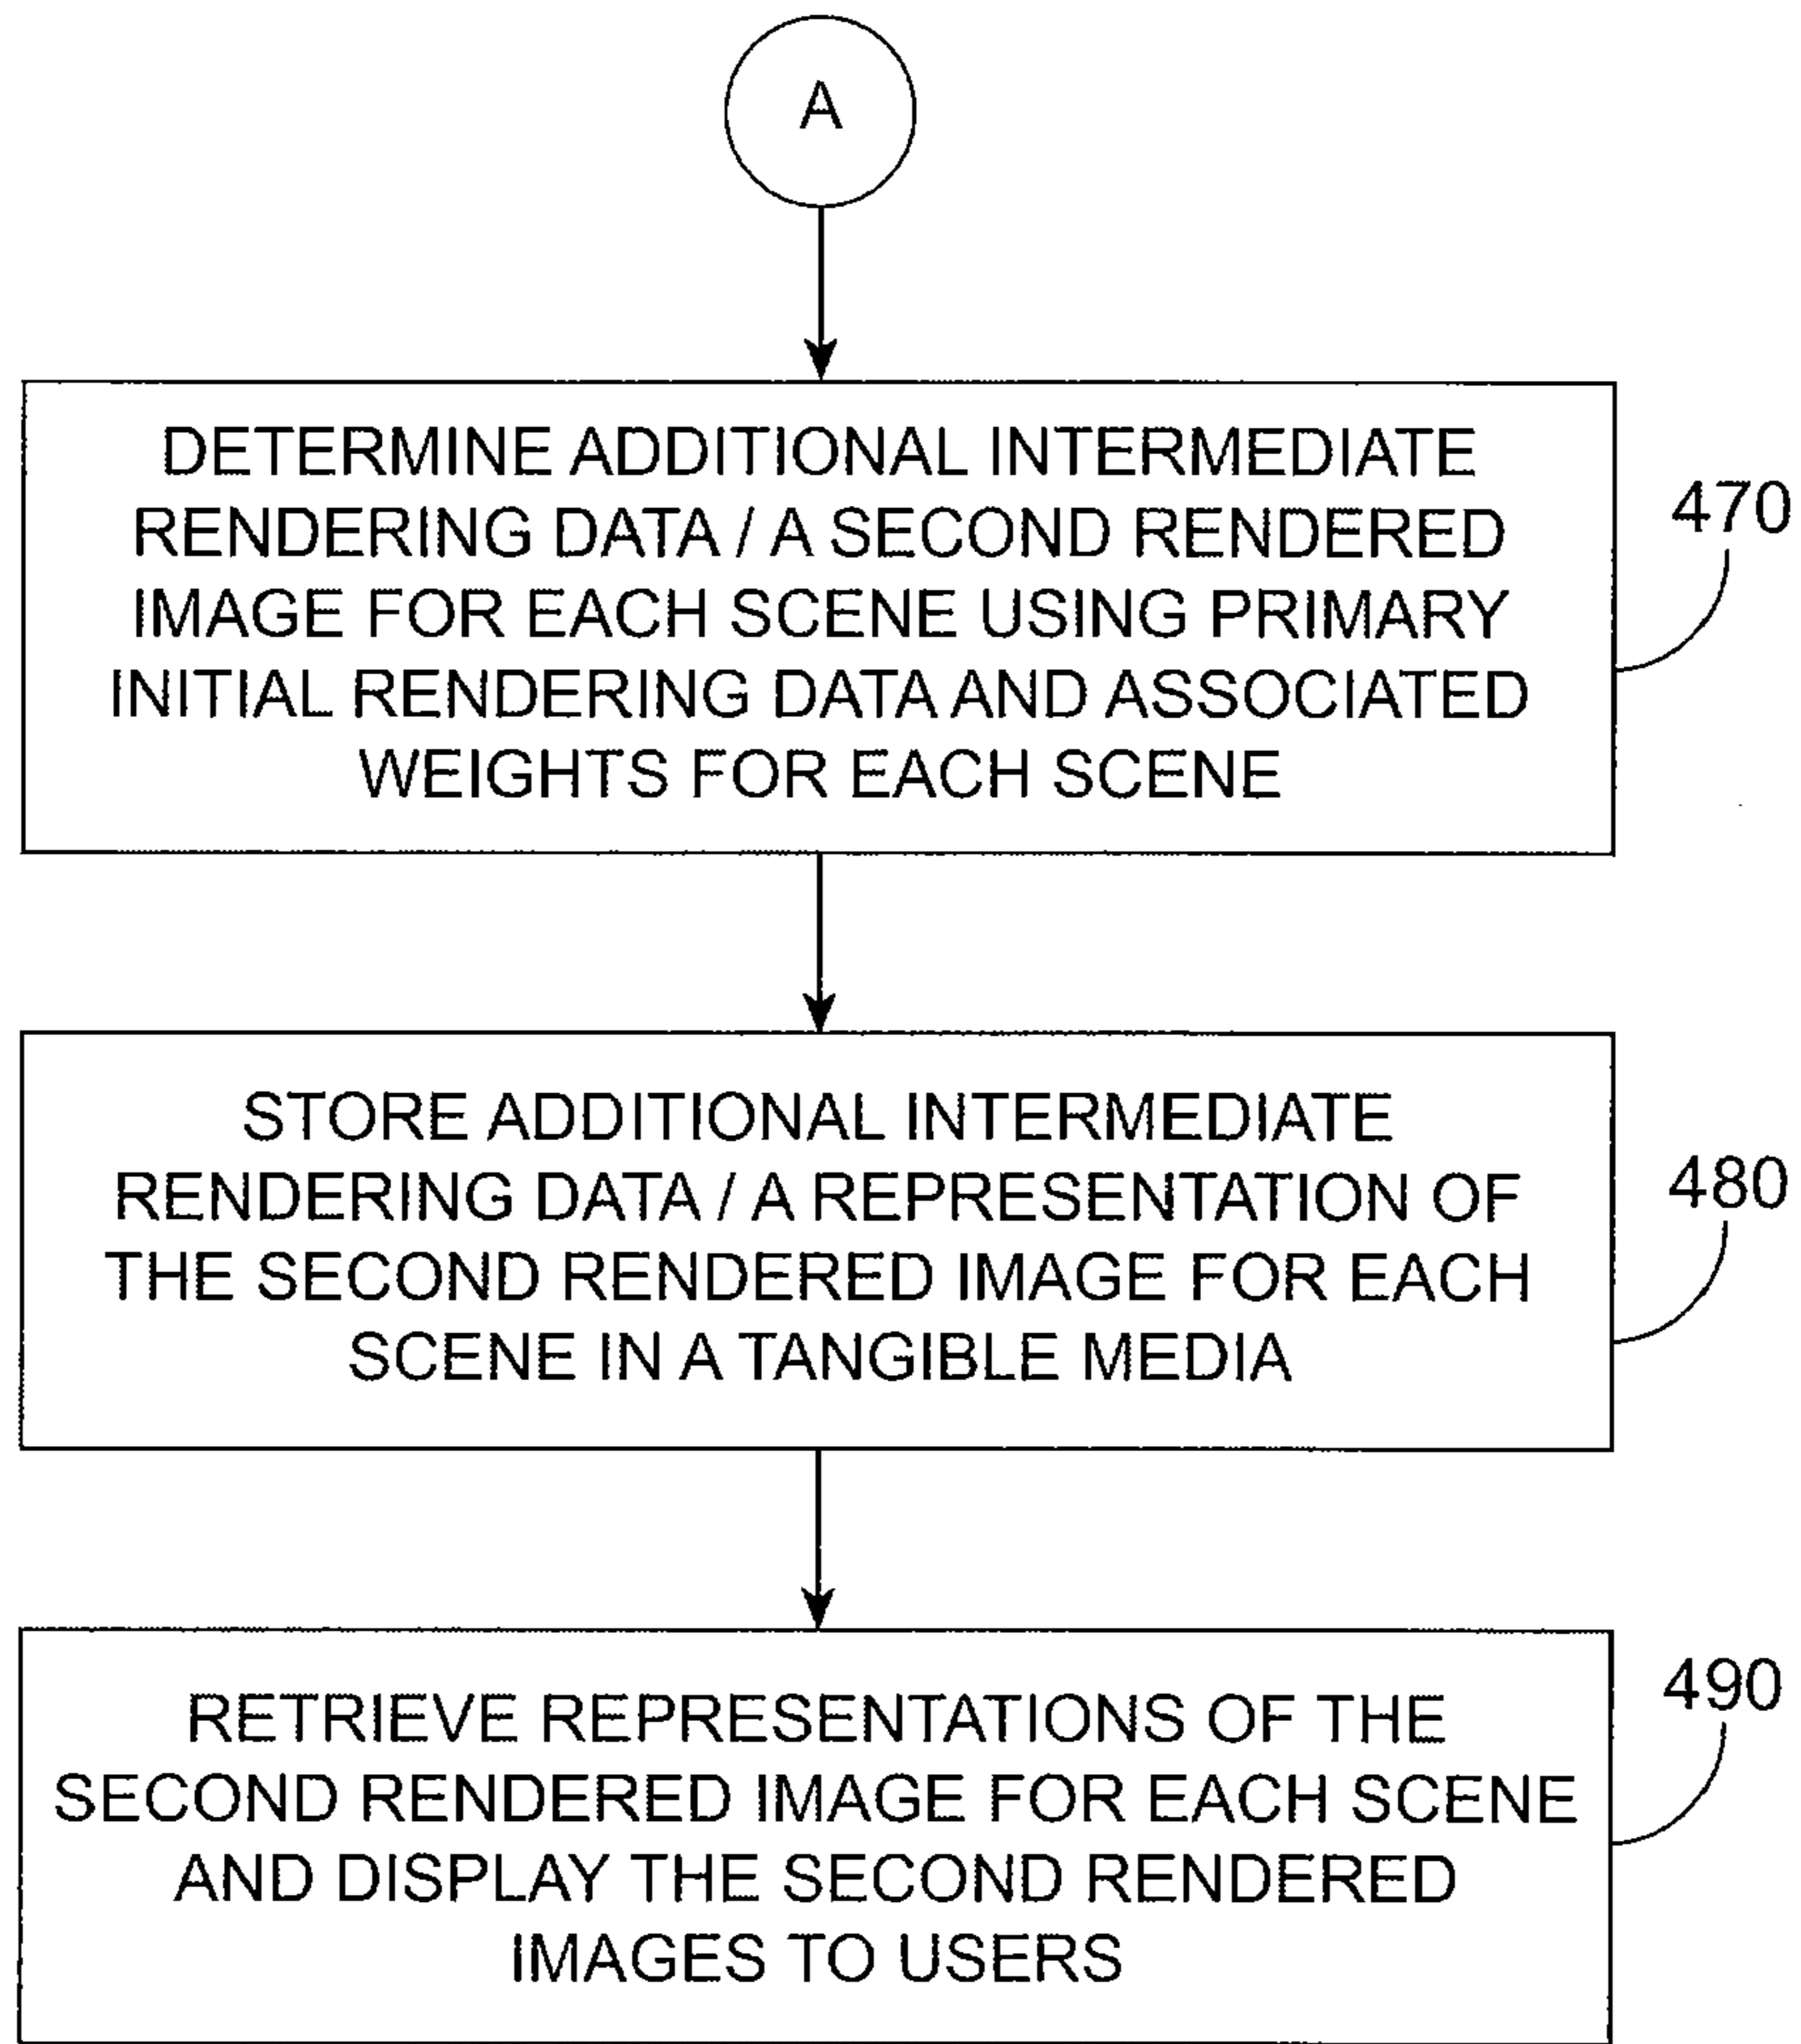 A
DETERMINE ADDITIONAL INTERMEDIATE
RENDERING DATA / A SECOND RENDERED
IMAGE FOR EACH SCENE USING PRIMARY
INITIAL RENDERING DATA AND ASSOCIATED
WEIGHTS FOR EACH SCENE
470
STORE ADDITIONAL INTERMEDIATE
RENDERING DATA / A REPRESENTATION OF
THE SECOND RENDERED IMAGE FOR EACH
SCENE IN A TANGIBLE MEDIA
480
RETRIEVE REPRESENTATIONS OF THE
SECOND RENDERED IMAGE FOR EACH SCENE
AND DISPLAY THE SECOND RENDERED
IMAGES TO USERS
490